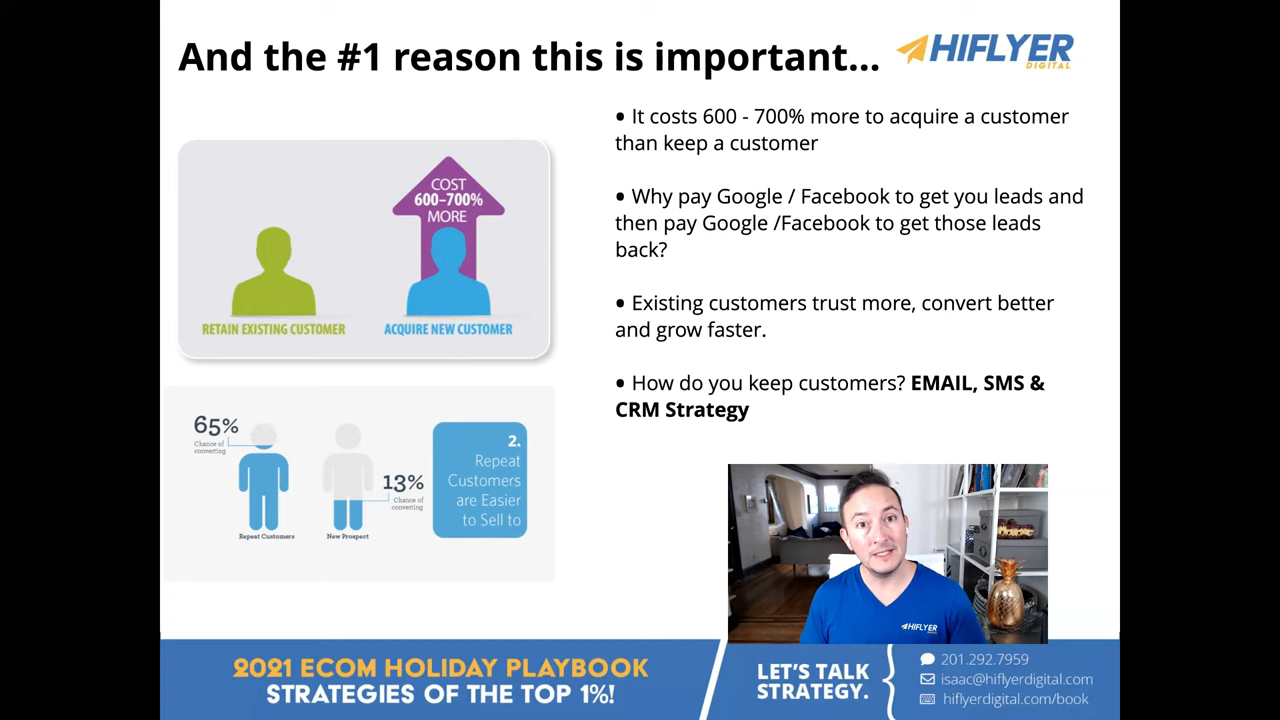 And the #1 reason this is important...
HIFLYER
DIGITAL
COST
600–700%
MORE
RETAIN EXISTING CUSTOMER
ACQUIRE NEW CUSTOMER
• It costs 600 - 700% more to acquire a customer
than keep a customer
• Why pay Google / Facebook to get you leads and
then pay Google /Facebook to get those leads
back?
• Existing customers trust more, convert better
and grow faster.
• How do you keep customers? EMAIL, SMS &
CRM Strategy
65%
Chance of
converting
Repeat Customers
13%
Chance of
converting
New Prospect
2.
Repeat
Customers
are Easier
to Sell to
HIFLYER
2021 ECOM HOLIDAY PLAYBOOK
STRATEGIES OF THE TOP 1%!
LET'S TALK
STRATEGY.
201.292.7959
isaac@hiflyerdigital.com
hiflyerdigital.com/book